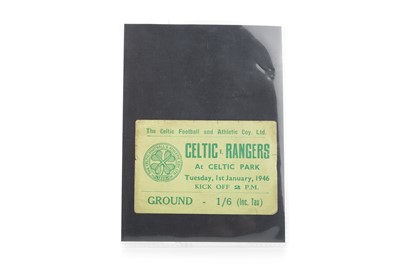 The Celtic Football and Athletic Coy. Ltd.
CELTIC v. RANGERS
At CELTIC PARK
Tuesday, 1st January, 1946
KICK OFF 2 P.M.
GROUND - 1/6 (Inc. Tax)